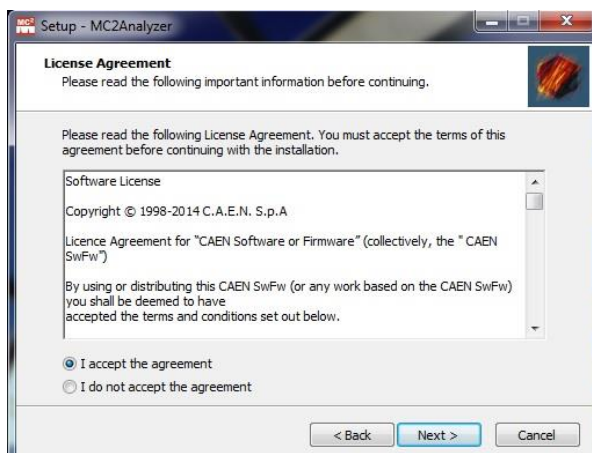 MC²
Setup - MC2Analyzer
License Agreement
Please read the following important information before continuing.
Please read the following License Agreement. You must accept the terms of this
agreement before continuing with the installation.
Software License
Copyright © 1998-2014 C.A.E.N. S.p.A
Licence Agreement for "CAEN Software or Firmware" (collectively, the " CAEN
SwFw")
By using or distributing this CAEN SwFw (or any work based on the CAEN SwFw)
you shall be deemed to have
accepted the terms and conditions set out below.
I accept the agreement
I do not accept the agreement
< Back
Next >
Cancel